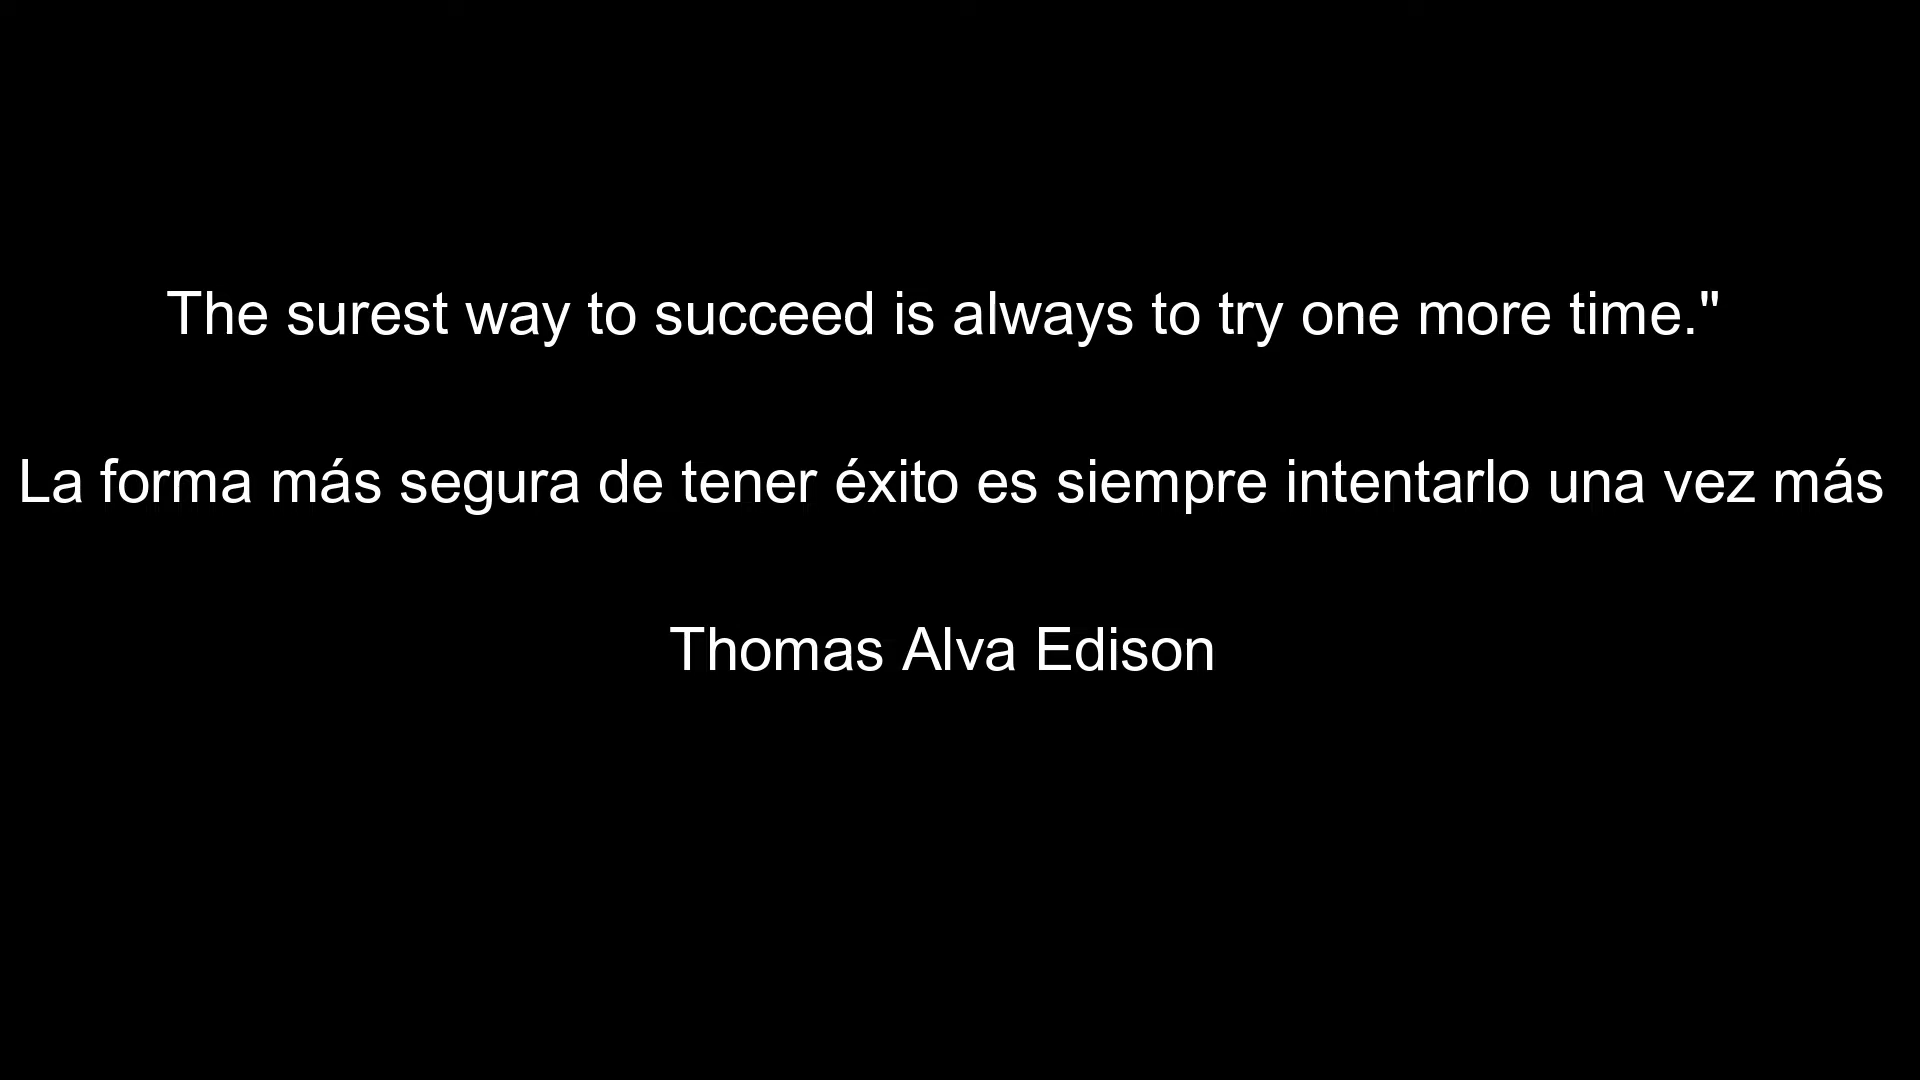 The surest way to succeed is always to try one more time."
La forma más segura de tener éxito es siempre intentarlo una vez más
Thomas Alva Edison